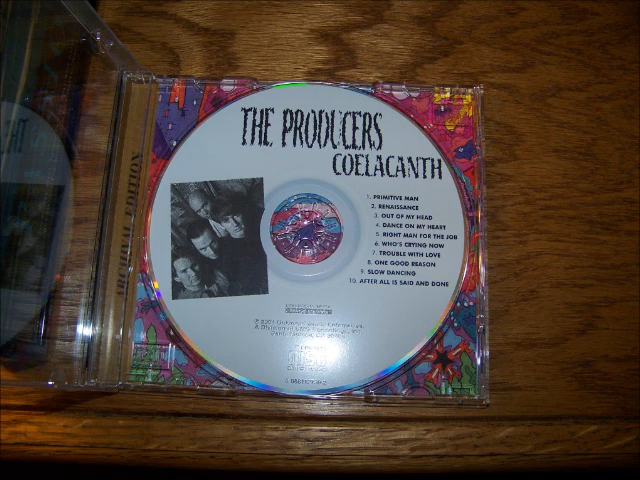 THE PRODUCERS
COELACANTH
1. PRIMITIVE MAN
2. RENAISSANCE
3. OUT OF MY HEAD
4. DANCE ON MY HEART
5. RIGHT MAN FOR THE JOB
6. WHO'S CRYING NOW
7. TROUBLE WITH LOVE
8. ONE GOOD REASON
9. SLOW DANCING
10. AFTER ALL IS SAID AND DONE
ARCHIVAL EDITION